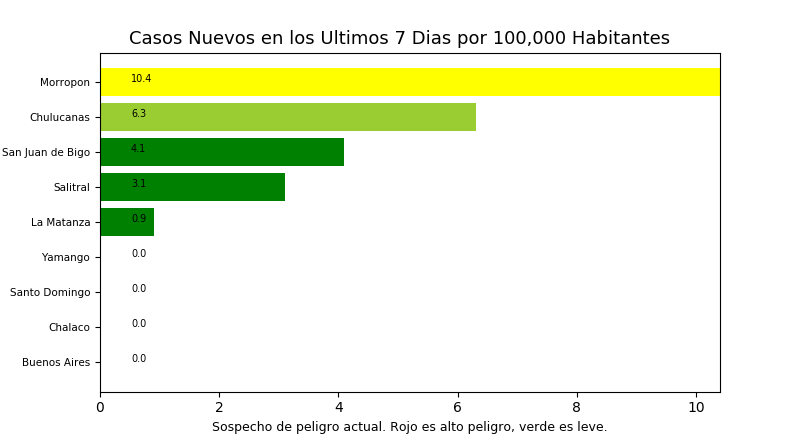 Casos Nuevos en los Ultimos 7 Dias por 100,000 Habitantes
Morropon 10.4
Chulucanas 6.3
San Juan de Bigo 4.1
Salitral 3.1
La Matanza 0.9
Yamango 0.0
Santo Domingo 0.0
Chalaco 0.0
Buenos Aires 0.0
0 2 4 6 8 10
Sospecho de peligro actual. Rojo es alto peligro, verde es leve.